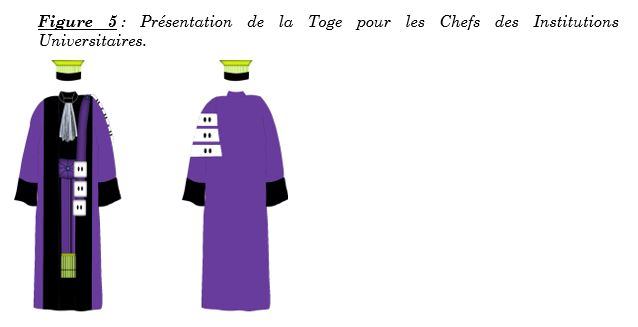 Figure 5 : Présentation de la Toge pour les Chefs des Institutions
Universitaires.